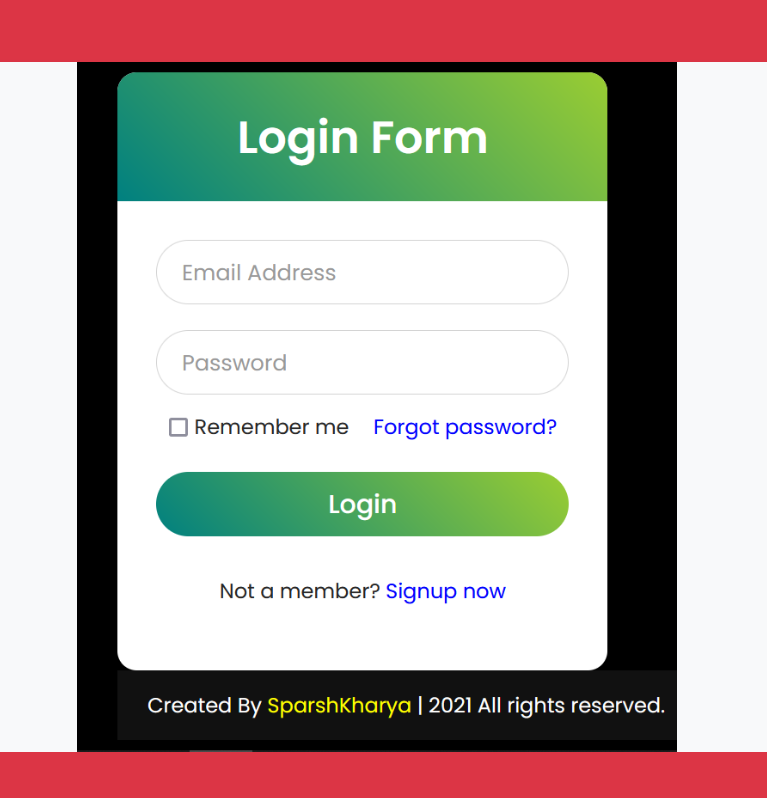 Login Form
Email Address
Password
Remember me Forgot password?
Login
Not a member? Signup now
Created By SparshKharya | 2021 All rights reserved.